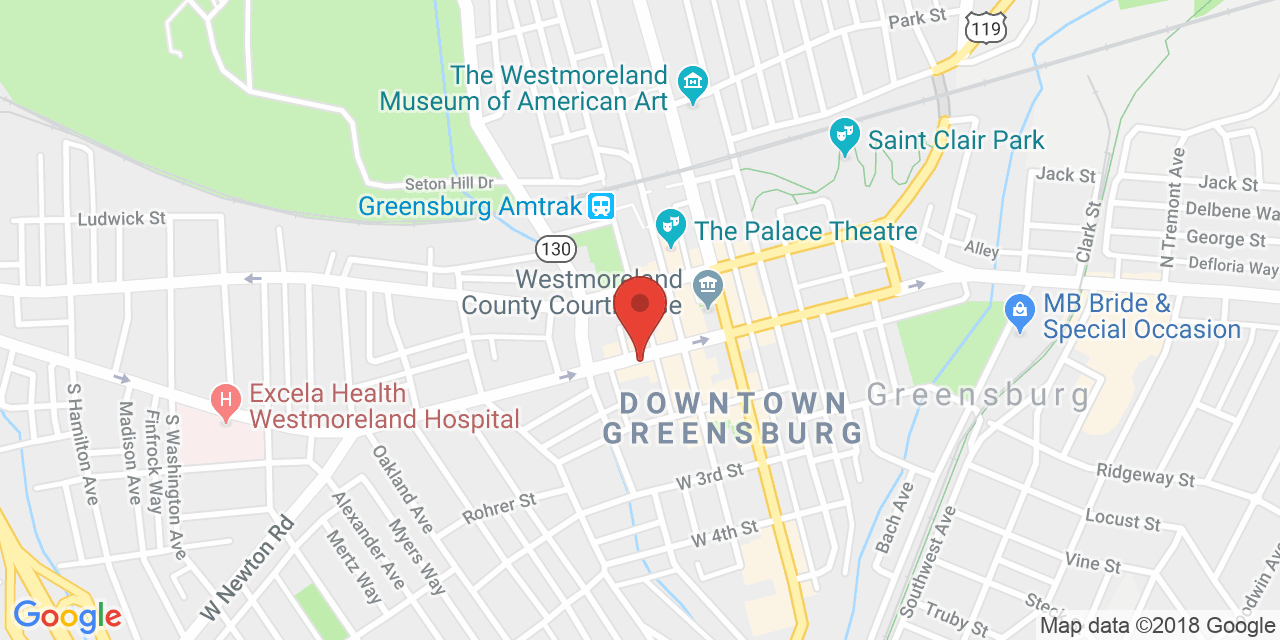 Park St
119
The Westmoreland
Museum of American Art
Saint Clair Park
Jack St
Jack St
Seton Hill Dr
Greensburg Amtrak
Ludwick St
Delbene Wa
N Tremont Ave
Clark St
The Palace Theatre
George St
130
Alley
Defloria Way
Westmoreland
County Courth se
MB Bride &
Special Occasion
H
Excela Health
Westmoreland Hospital
Greensburg
DOWNTOWN
GREENSBURG
S Hamilton Ave
Madison Ave
Finfrock Way
S Washington Ave
Oakland Ave
W 3rd St
Ridgeway St
Rohrer St
Alexander Ave
Myers Way
Mertz Way
W Newton Rd
W 4th St
Bach Ave
Southwest Ave
Locust St
Vine St
Truby St
Google
Map data ©2018 Google